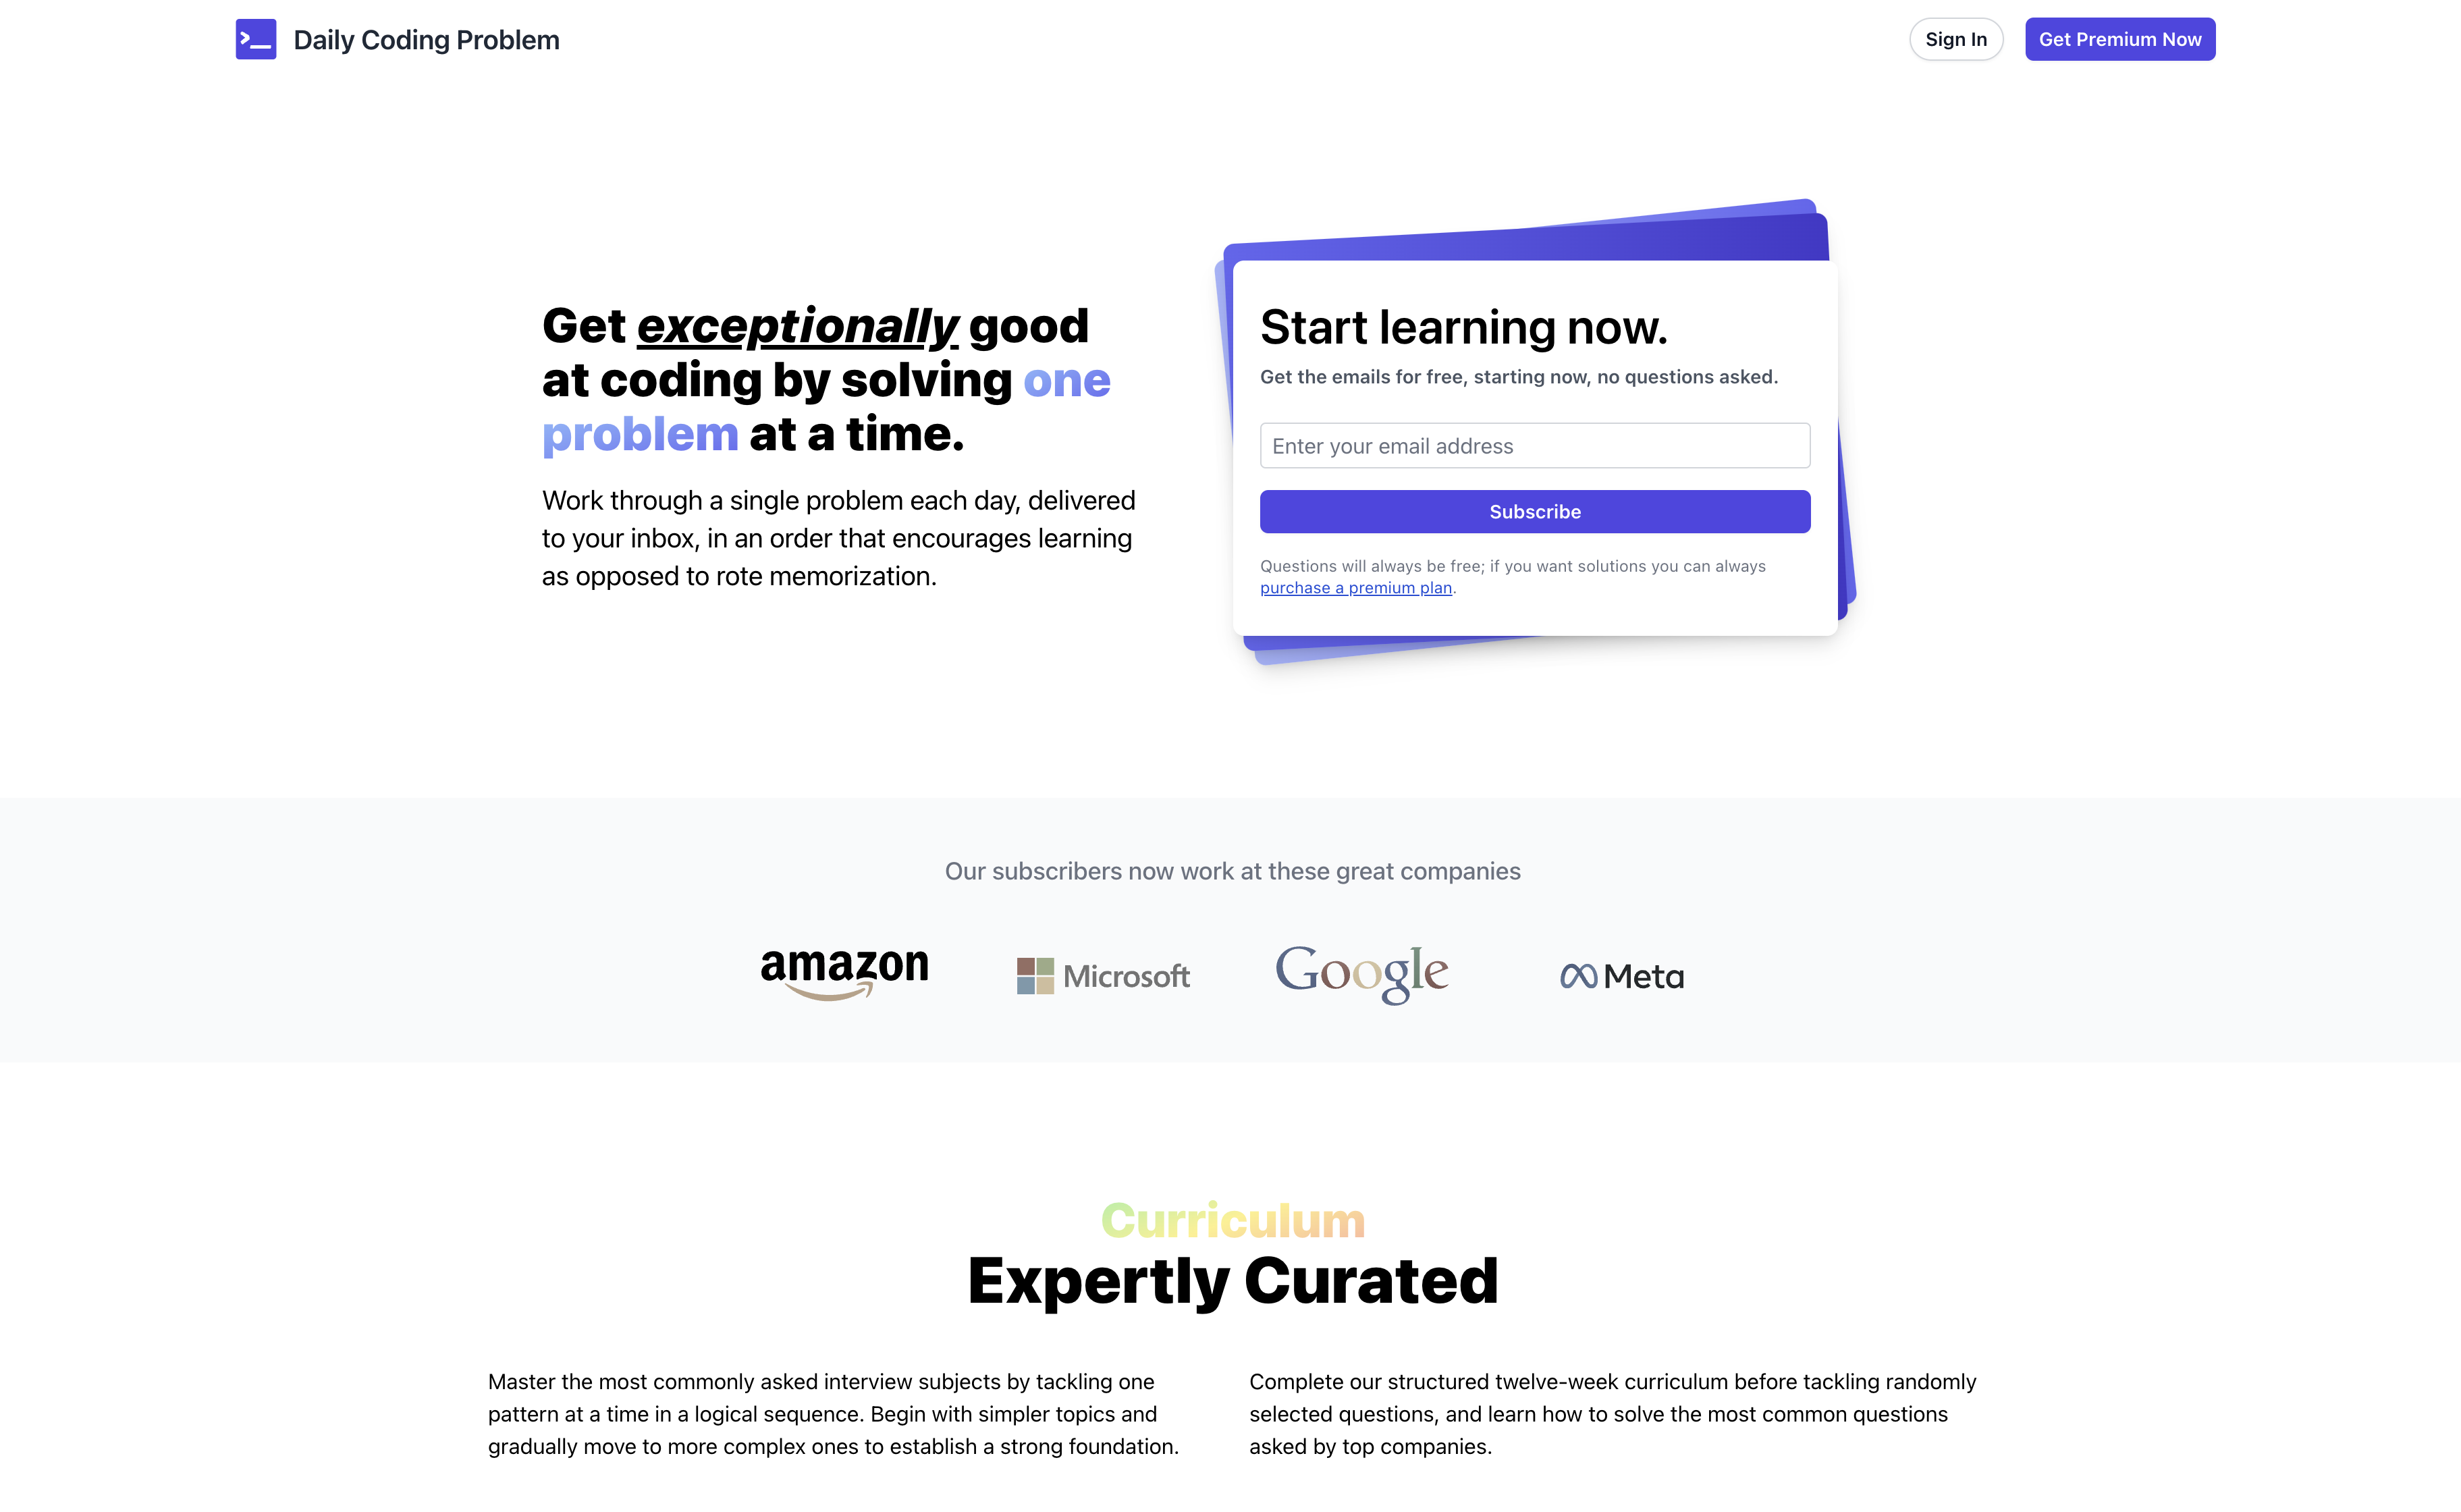 Daily Coding Problem
Sign In
Get Premium Now
Get exceptionally good
at coding by solving one
problem at a time.
Work through a single problem each day, delivered
to your inbox, in an order that encourages learning
as opposed to rote memorization.
Start learning now.
Get the emails for free, starting now, no questions asked.
Enter your email address
Subscribe
Questions will always be free; if you want solutions you can always
purchase a premium plan.
Our subscribers now work at these great companies
amazon
Microsoft
Google
Meta
Curriculum
Expertly Curated
Master the most commonly asked interview subjects by tackling one
pattern at a time in a logical sequence. Begin with simpler topics and
gradually move to more complex ones to establish a strong foundation.
Complete our structured twelve-week curriculum before tackling randomly
selected questions, and learn how to solve the most common questions
asked by top companies.